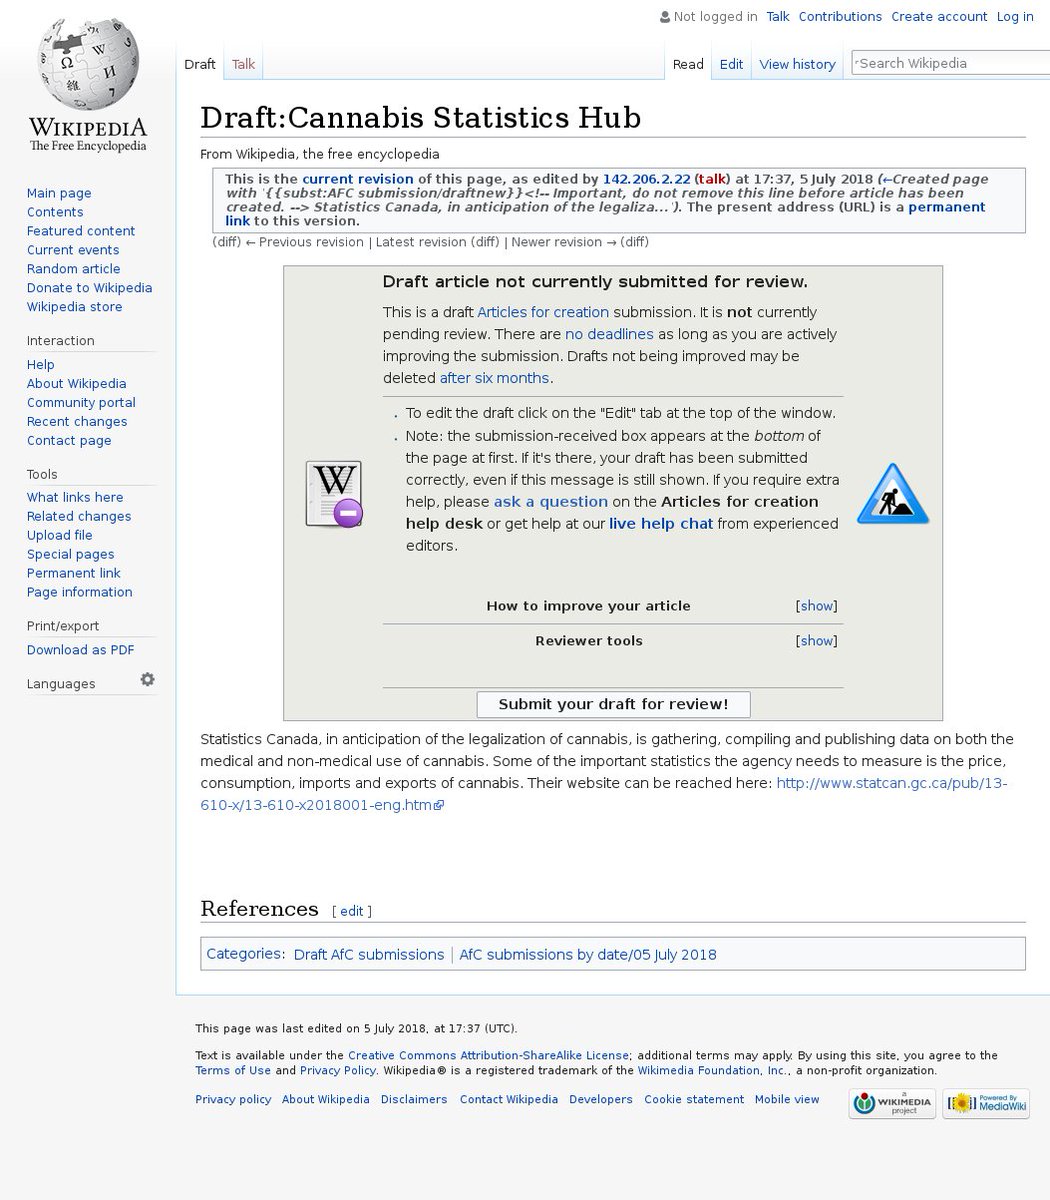 Not logged in Talk Contributions Create account Log in
Draft Talk Read Edit View history Search Wikipedia
WIKIPEDIA
The Free Encyclopedia
Main page
Contents
Featured content
Current events
Random article
Donate to Wikipedia
Wikipedia store
Interaction
Help
About Wikipedia
Community portal
Recent changes
Contact page
Tools
What links here
Related changes
Upload file
Special pages
Permanent link
Page information
Print/export
Download as PDF
Languages
Draft:Cannabis Statistics Hub
From Wikipedia, the free encyclopedia
This is the current revision of this page, as edited by 142.206.2.22 (talk) at 17:37, 5 July 2018 (←Created page
with '{{subst:AFC submission/draftnew}}<!-- Important, do not remove this line before article has been
created. --> Statistics Canada, in anticipation of the legaliza...'). The present address (URL) is a permanent
link to this version.
(diff) ← Previous revision | Latest revision (diff) | Newer revision → (diff)
Draft article not currently submitted for review.
This is a draft Articles for creation submission. It is not currently
pending review. There are no deadlines as long as you are actively
improving the submission. Drafts not being improved may be
deleted after six months.
To edit the draft click on the "Edit" tab at the top of the window.
Note: the submission-received box appears at the bottom of
the page at first. If it's there, your draft has been submitted
correctly, even if this message is still shown. If you require extra
help, please ask a question on the Articles for creation
help desk or get help at our live help chat from experienced
editors.
How to improve your article [show]
Reviewer tools [show]
Submit your draft for review!
Statistics Canada, in anticipation of the legalization of cannabis, is gathering, compiling and publishing data on both the
medical and non-medical use of cannabis. Some of the important statistics the agency needs to measure is the price,
consumption, imports and exports of cannabis. Their website can be reached here: http://www.statcan.gc.ca/pub/13-
610-x/13-610-x2018001-eng.htm
References [ edit ]
Categories: Draft AfC submissions | AfC submissions by date/05 July 2018
This page was last edited on 5 July 2018, at 17:37 (UTC).
Text is available under the Creative Commons Attribution-ShareAlike License; additional terms may apply. By using this site, you agree to the
Terms of Use and Privacy Policy. Wikipedia® is a registered trademark of the Wikimedia Foundation, Inc., a non-profit organization.
Privacy policy About Wikipedia Disclaimers Contact Wikipedia Developers Cookie statement Mobile view
a WIKIMEDIA project
Powered By MediaWiki